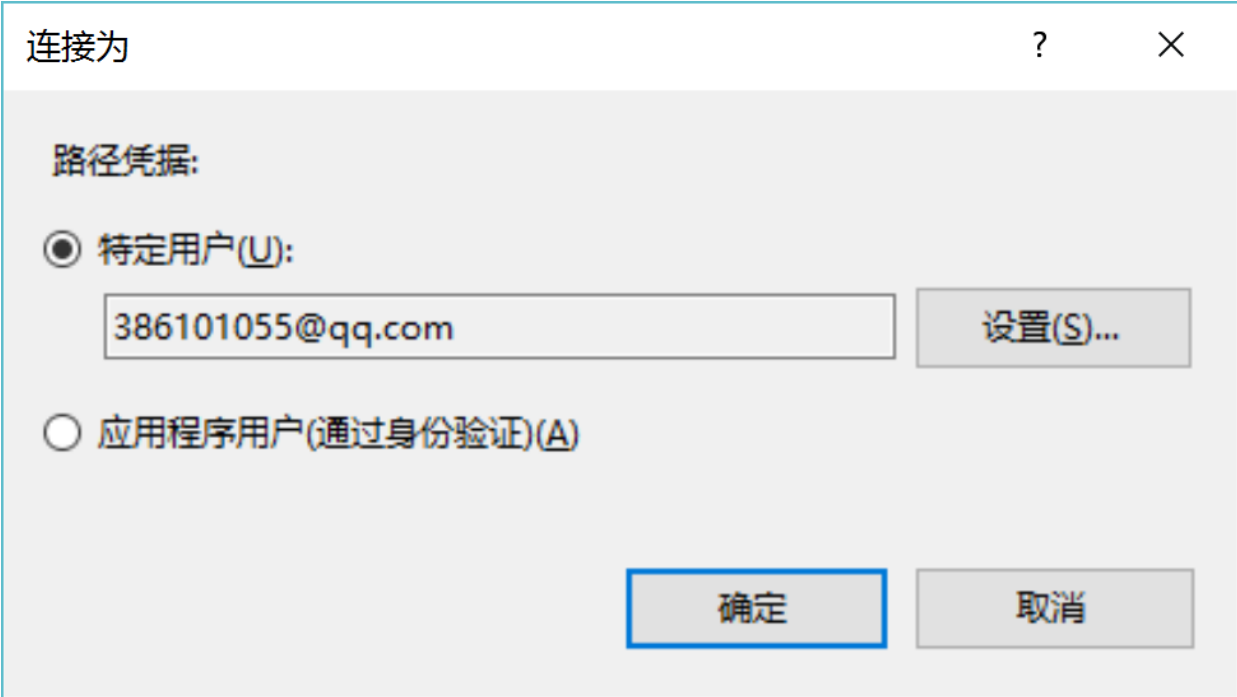 连接为
?
路径凭据:
特定用户(U):
386101055@qq.com
设置(S)...
应用程序用户(通过身份验证)(A)
确定
取消